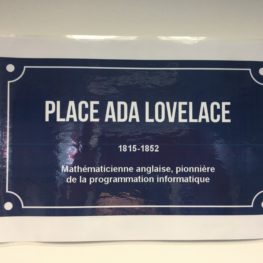 PLACE ADA LOVELACE
1815-1852
Mathématicienne anglaise, pionnière
de la programmation informatique